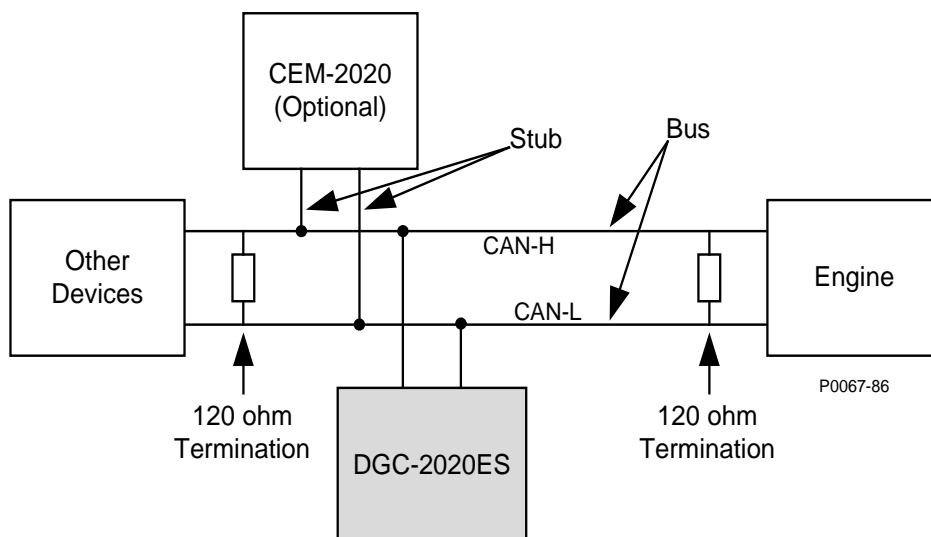 CEM-2020
(Optional)
Stub
Bus
Other
Devices
CAN-H
Engine
CAN-L
P0067-86
120 ohm
Termination
DGC-2020ES
120 ohm
Termination